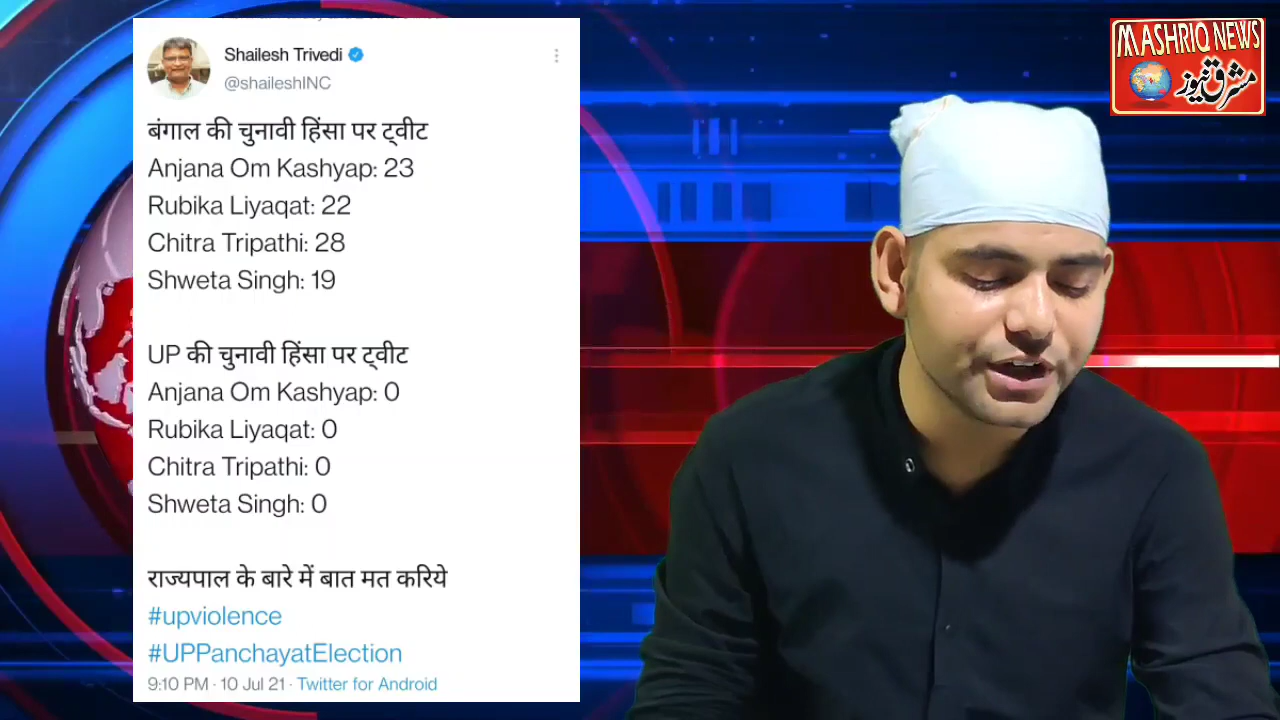 Shailesh Trivedi
@shaileshINC
बंगाल की चुनावी हिंसा पर ट्वीट
Anjana Om Kashyap: 23
Rubika Liyaqat: 22
Chitra Tripathi: 28
Shweta Singh: 19
UP की चुनावी हिंसा पर ट्वीट
Anjana Om Kashyap: 0
Rubika Liyaqat: 0
Chitra Tripathi: 0
Shweta Singh: 0
राज्यपाल के बारे में बात मत करिये
#upviolence
#UPPanchayatElection
9:10 PM · 10 Jul 21 · Twitter for Android
MASHRIQ NEWS
مشرق نیوز